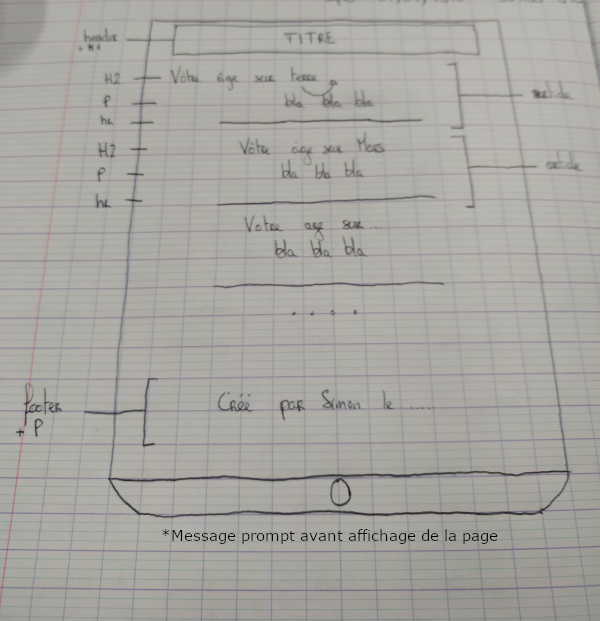 header
+ H1
TITRE
H2 Vôtre age sur terre
P bla bla bla
hr
article
H2 Vôtre age sur Mars
P bla bla bla
hr
article
Votre age sur ...
bla bla bla
. . . .
footer
+ P
Créé par Simon le .....
*Message prompt avant affichage de la page